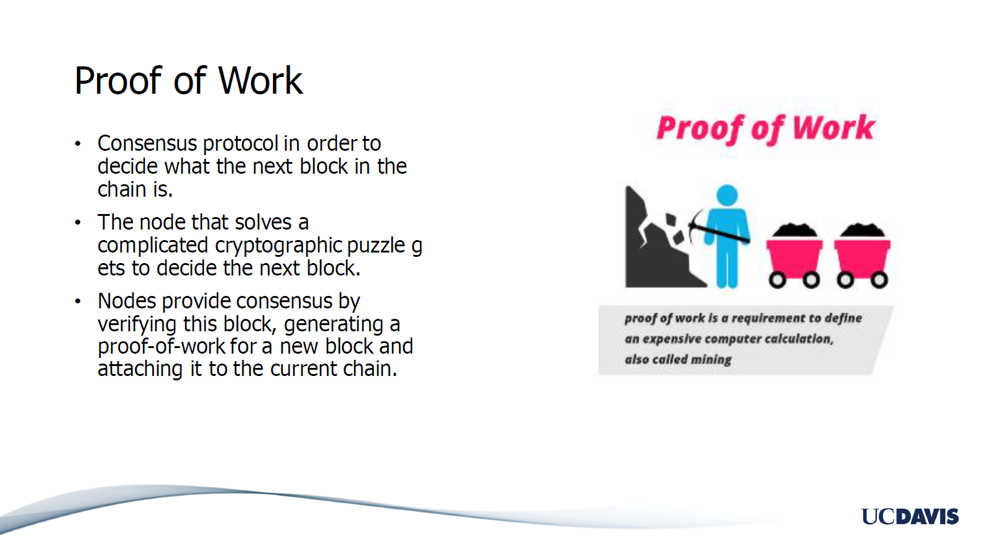 Proof of Work
• Consensus protocol in order to
decide what the next block in the
chain is.
• The node that solves a
complicated cryptographic puzzle g
ets to decide the next block.
• Nodes provide consensus by
verifying this block, generating a
proof-of-work for a new block and
attaching it to the current chain.
Proof of Work
proof of work is a requirement to define
an expensive computer calculation,
also called mining
UCDAVIS